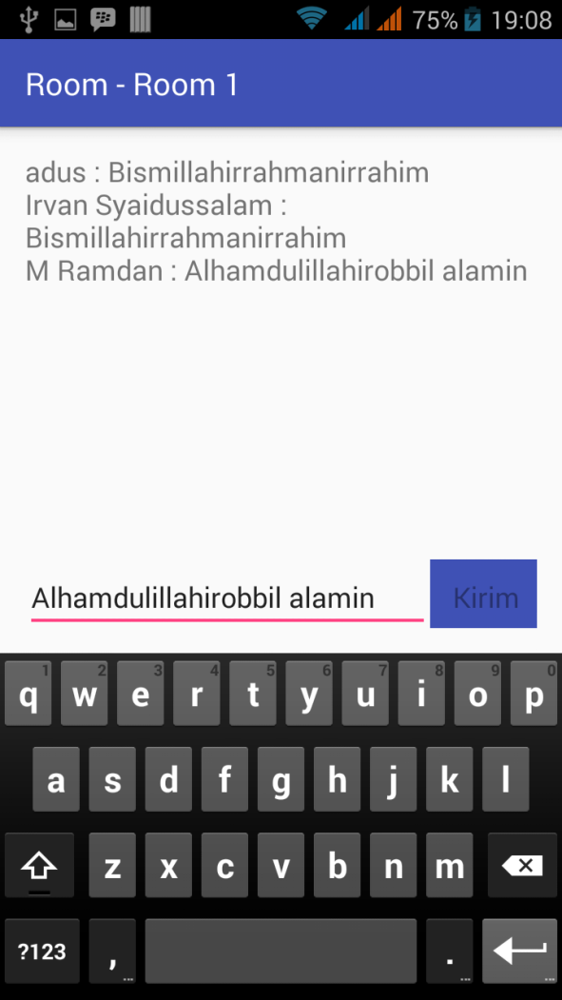 75% 19:08
Room - Room 1
adus : Bismillahirrahmanirrahim
Irvan Syaidussalam :
Bismillahirrahmanirrahim
M Ramdan : Alhamdulillahirobbil alamin
Alhamdulillahirobbil alamin Kirim
1 2 3 4 5 6 7 8 9 0
q w e r t y u i o p
a s d f g h j k l
z x c v b n m
?123 , ... . ... ...